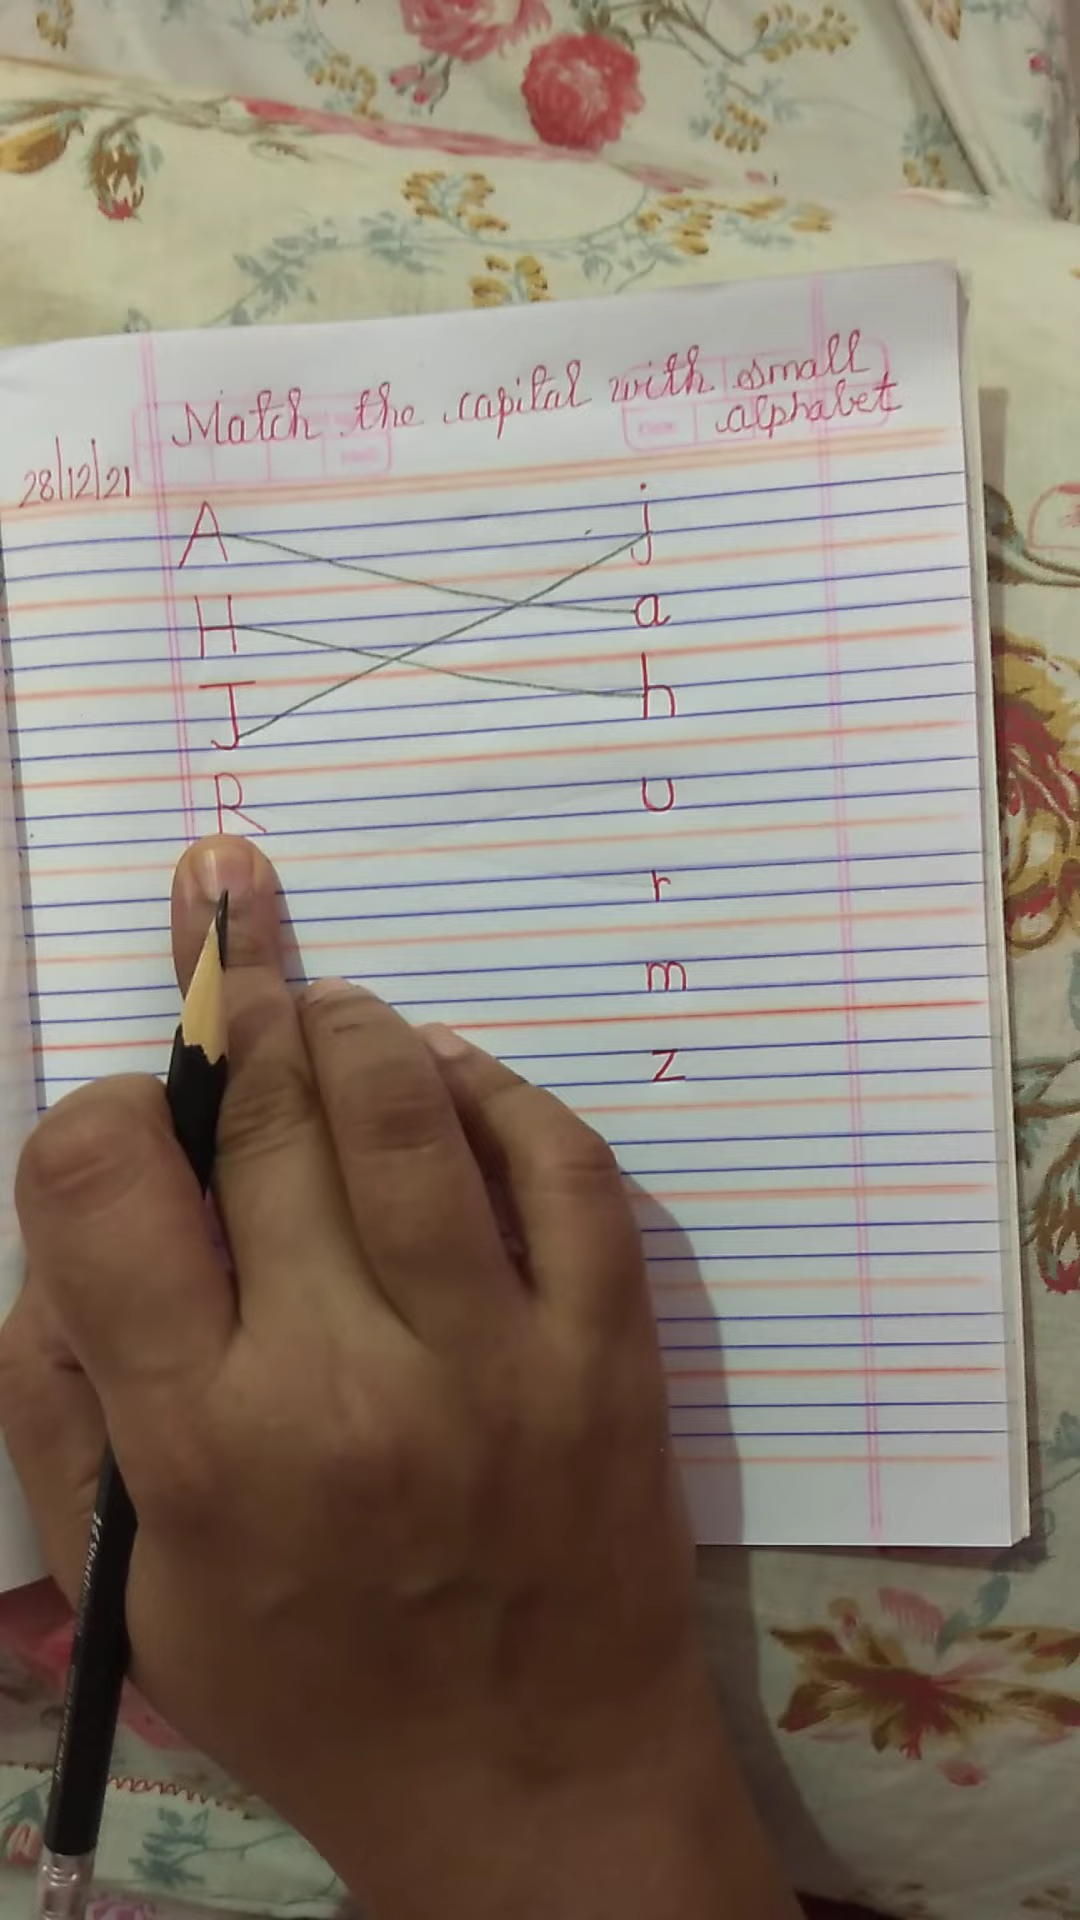 Match the capital with small
alphabet
28/12/21
A j
H a
J h
R u
r
m
z